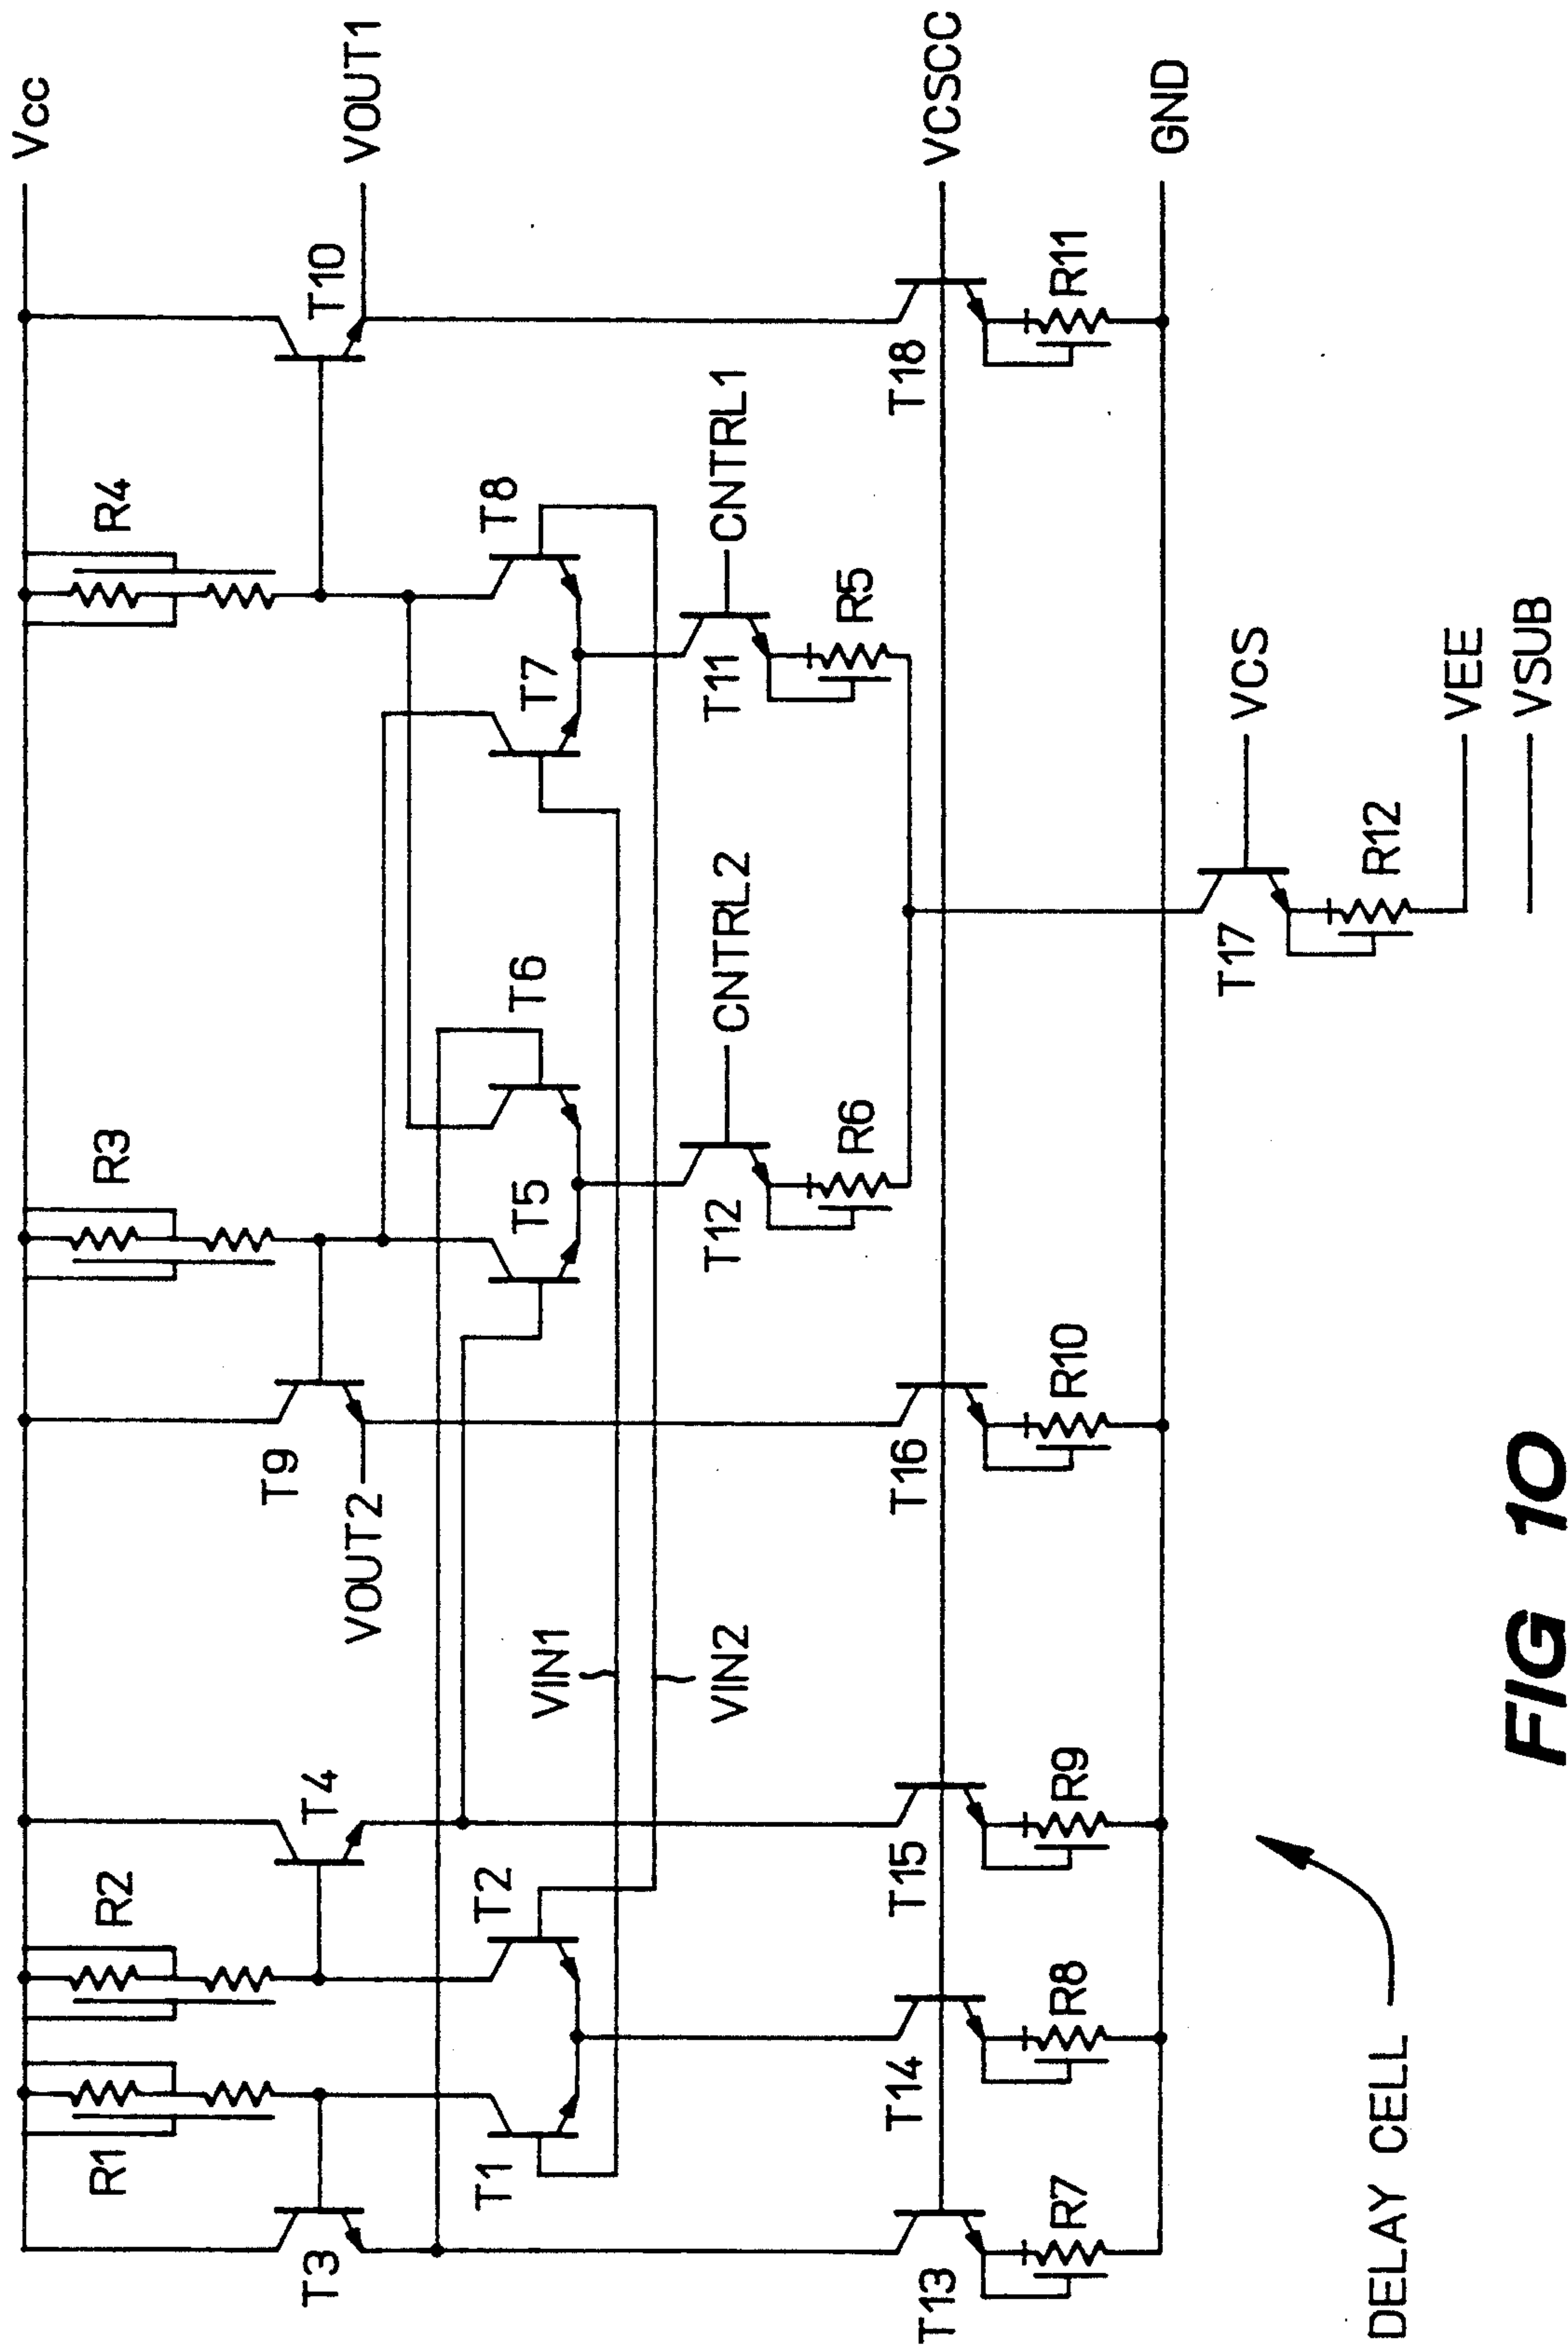 Vcc
R1
R2
R3
R4
T3
T4
T9
T10
VOUT2
VOUT1
T1
T2
T5
T6
T7
T8
VIN1
VIN2
T12
CNTRL2
T11
CNTRL1
R6
R5
T13
T14
T15
T16
T18
VCSCC
R7
R8
R9
R10
R11
GND
T17
VCS
R12
VEE
VSUB
DELAY CELL
FIG 10